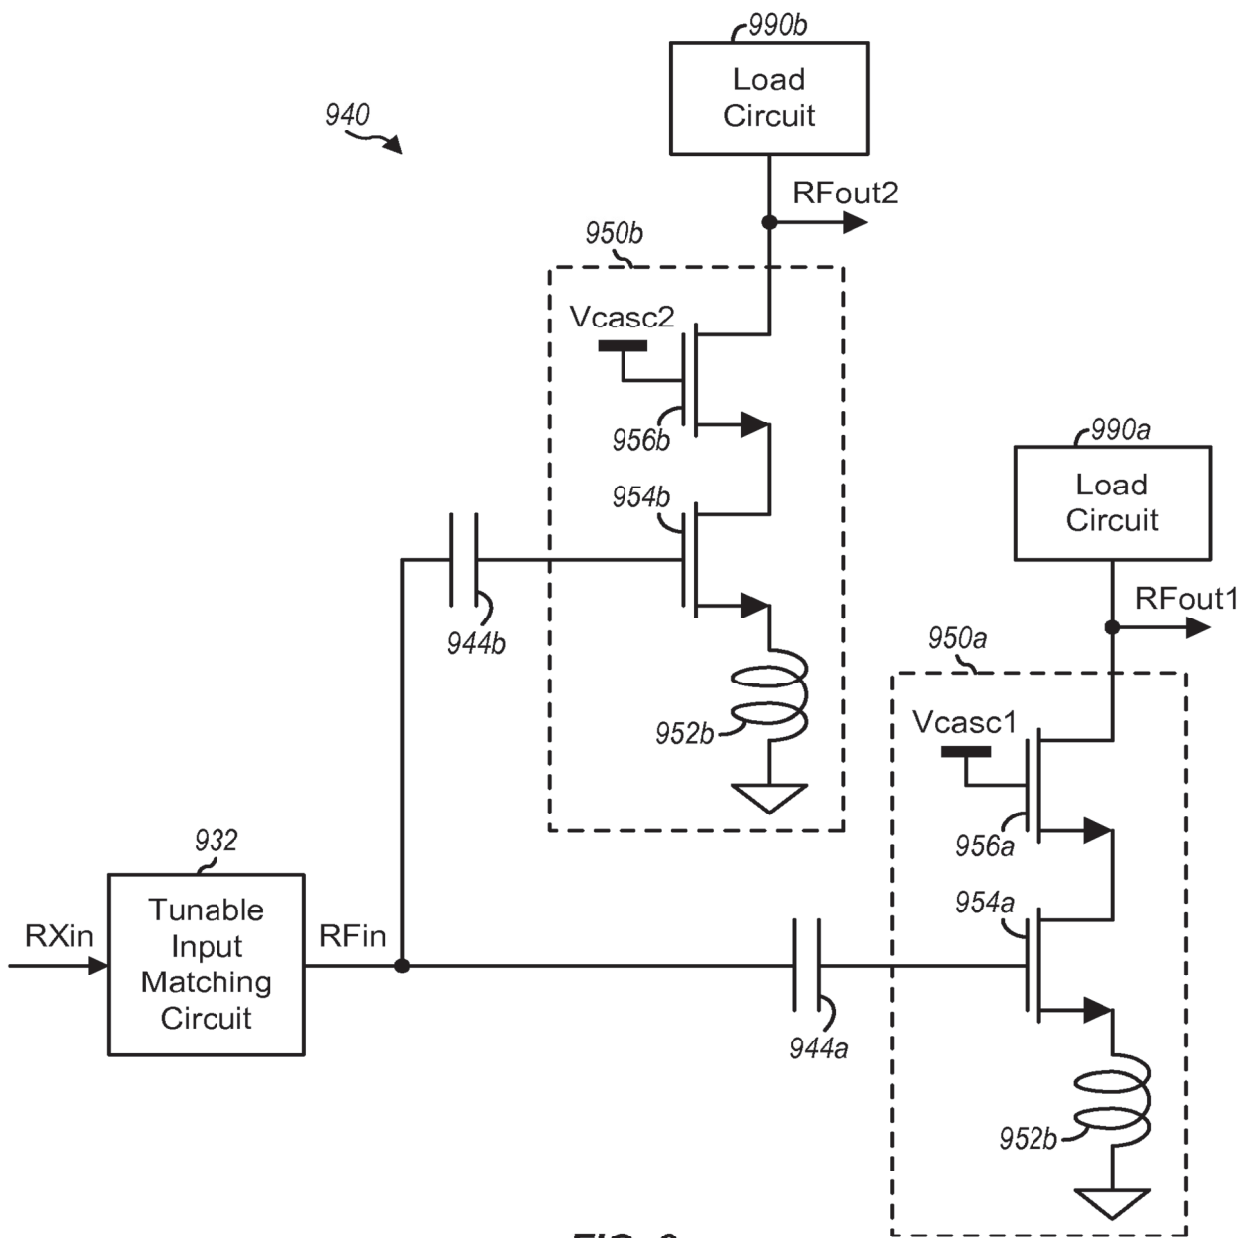 990b
Load
Circuit
940
RFout2
950b
Vcasc2
956b
990a
Load
Circuit
954b
RFout1
944b
950a
952b
Vcasc1
932
956a
Tunable
Input
Matching
Circuit
RXin
RFin
954a
944a
952b